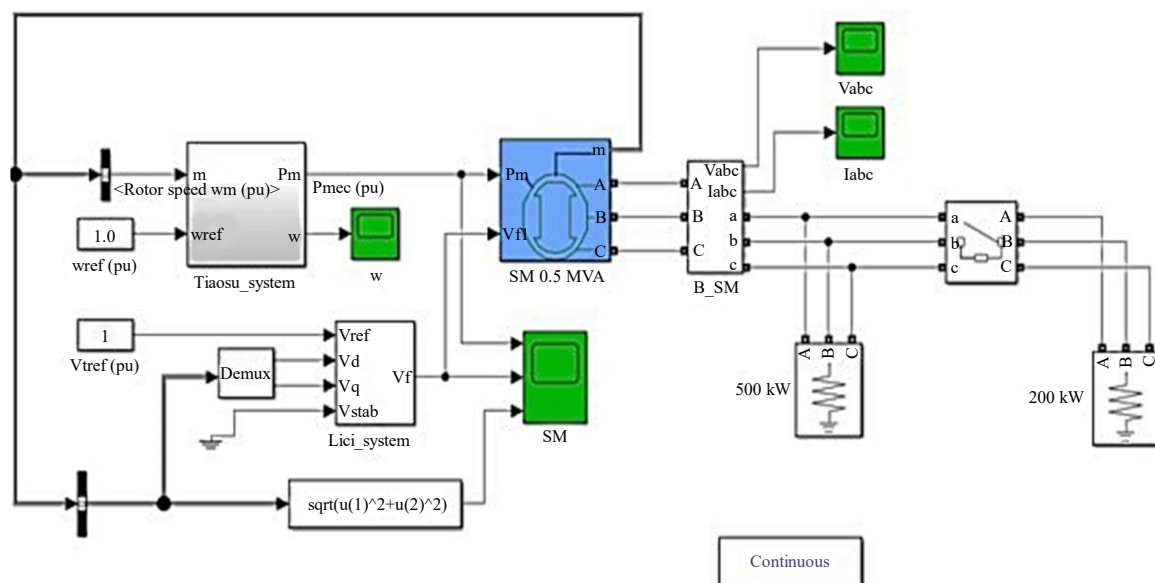 Vabc
Iabc
m
<Rotor speed wm (pu)>
Pm
Pmec (pu)
1.0
wref
w
wref (pu)
Tiaosu_system
w
Pm
m
A
Vf1
B
C
SM 0.5 MVA
Vabc
Iabc
A
a
B
b
C
c
B_SM
a
A
b
B
c
C
1
Vtref (pu)
Vref
Demux
Vd
Vq
Vf
Vstab
Lici_system
SM
A
B
C
500 kW
A
B
C
200 kW
sqrt(u(1)^2+u(2)^2)
Continuous